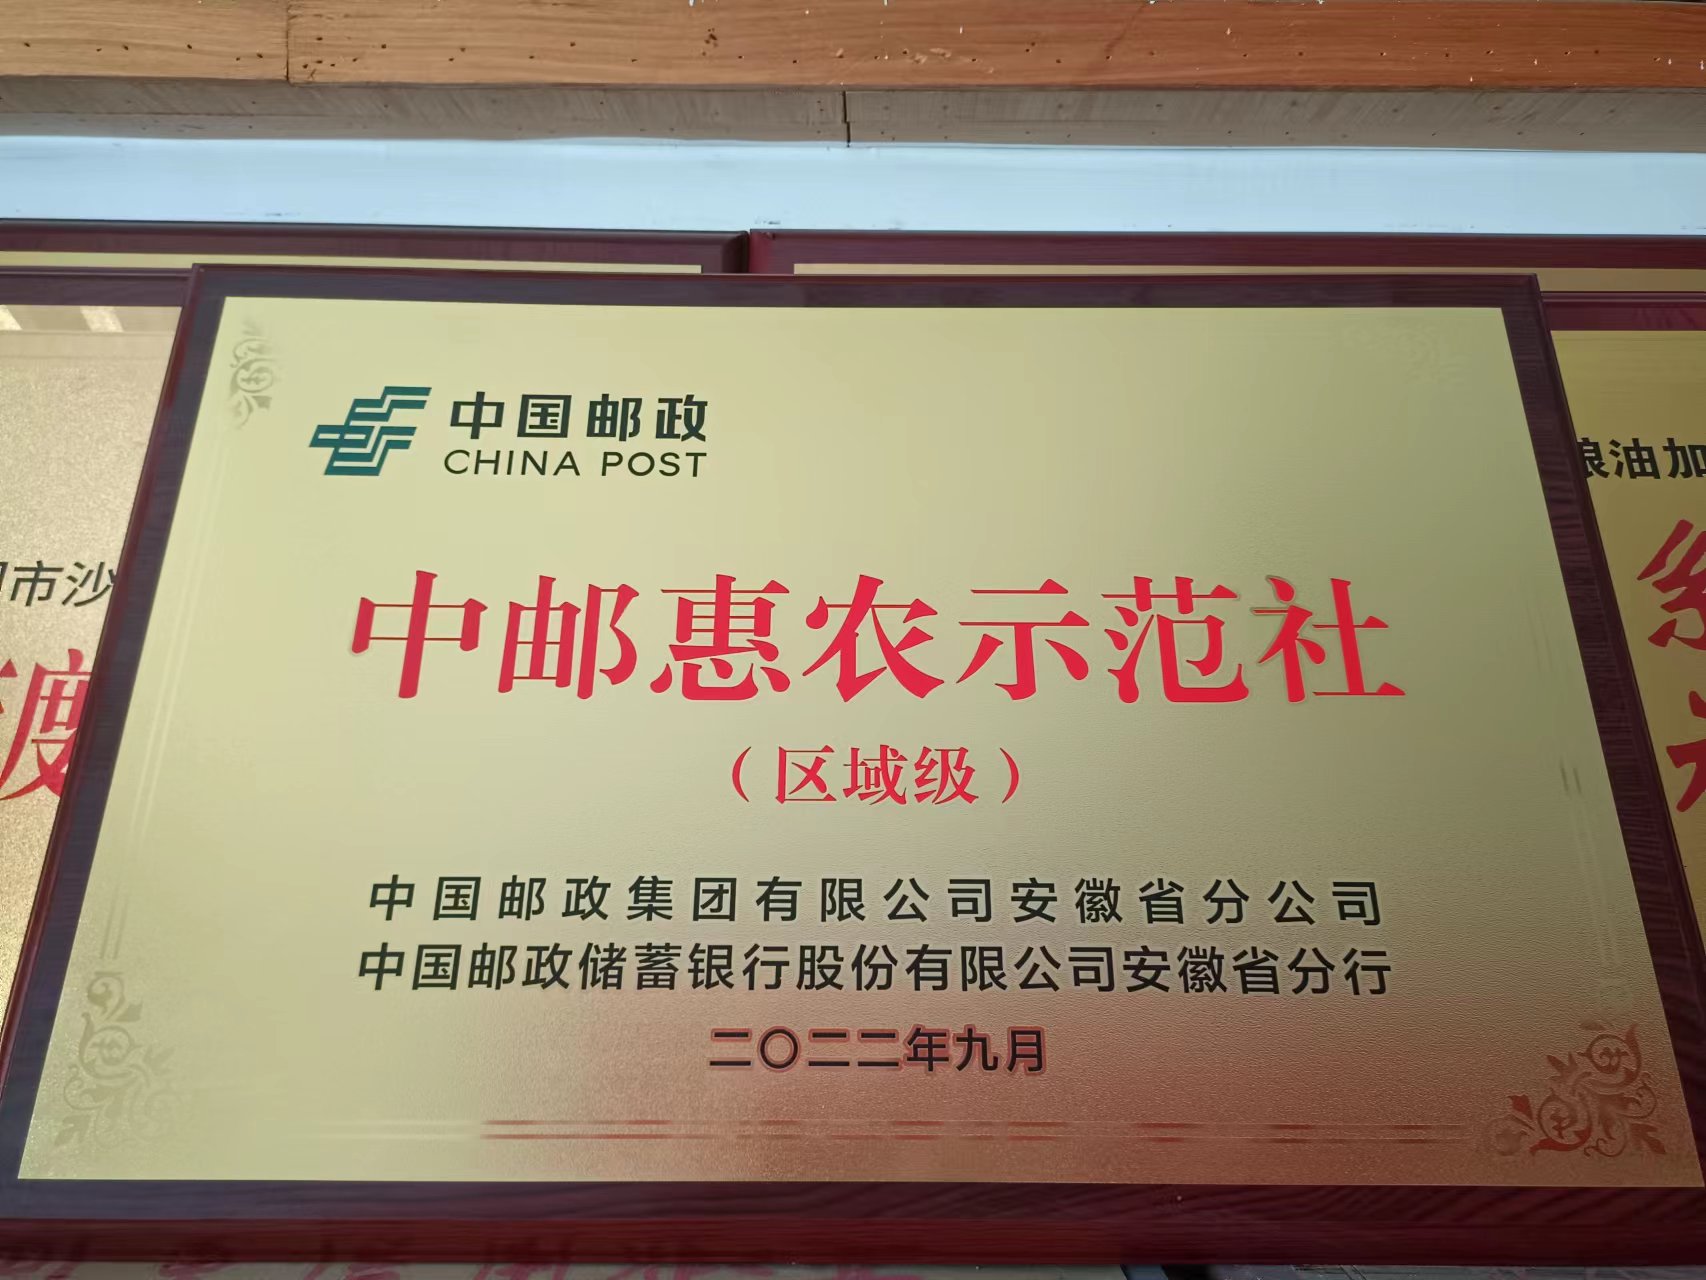 中国邮政
CHINA POST
中邮惠农示范社
（区域级）
中国邮政集团有限公司安徽省分公司
中国邮政储蓄银行股份有限公司安徽省分行
二〇二二年九月
市沙
度
粮油加